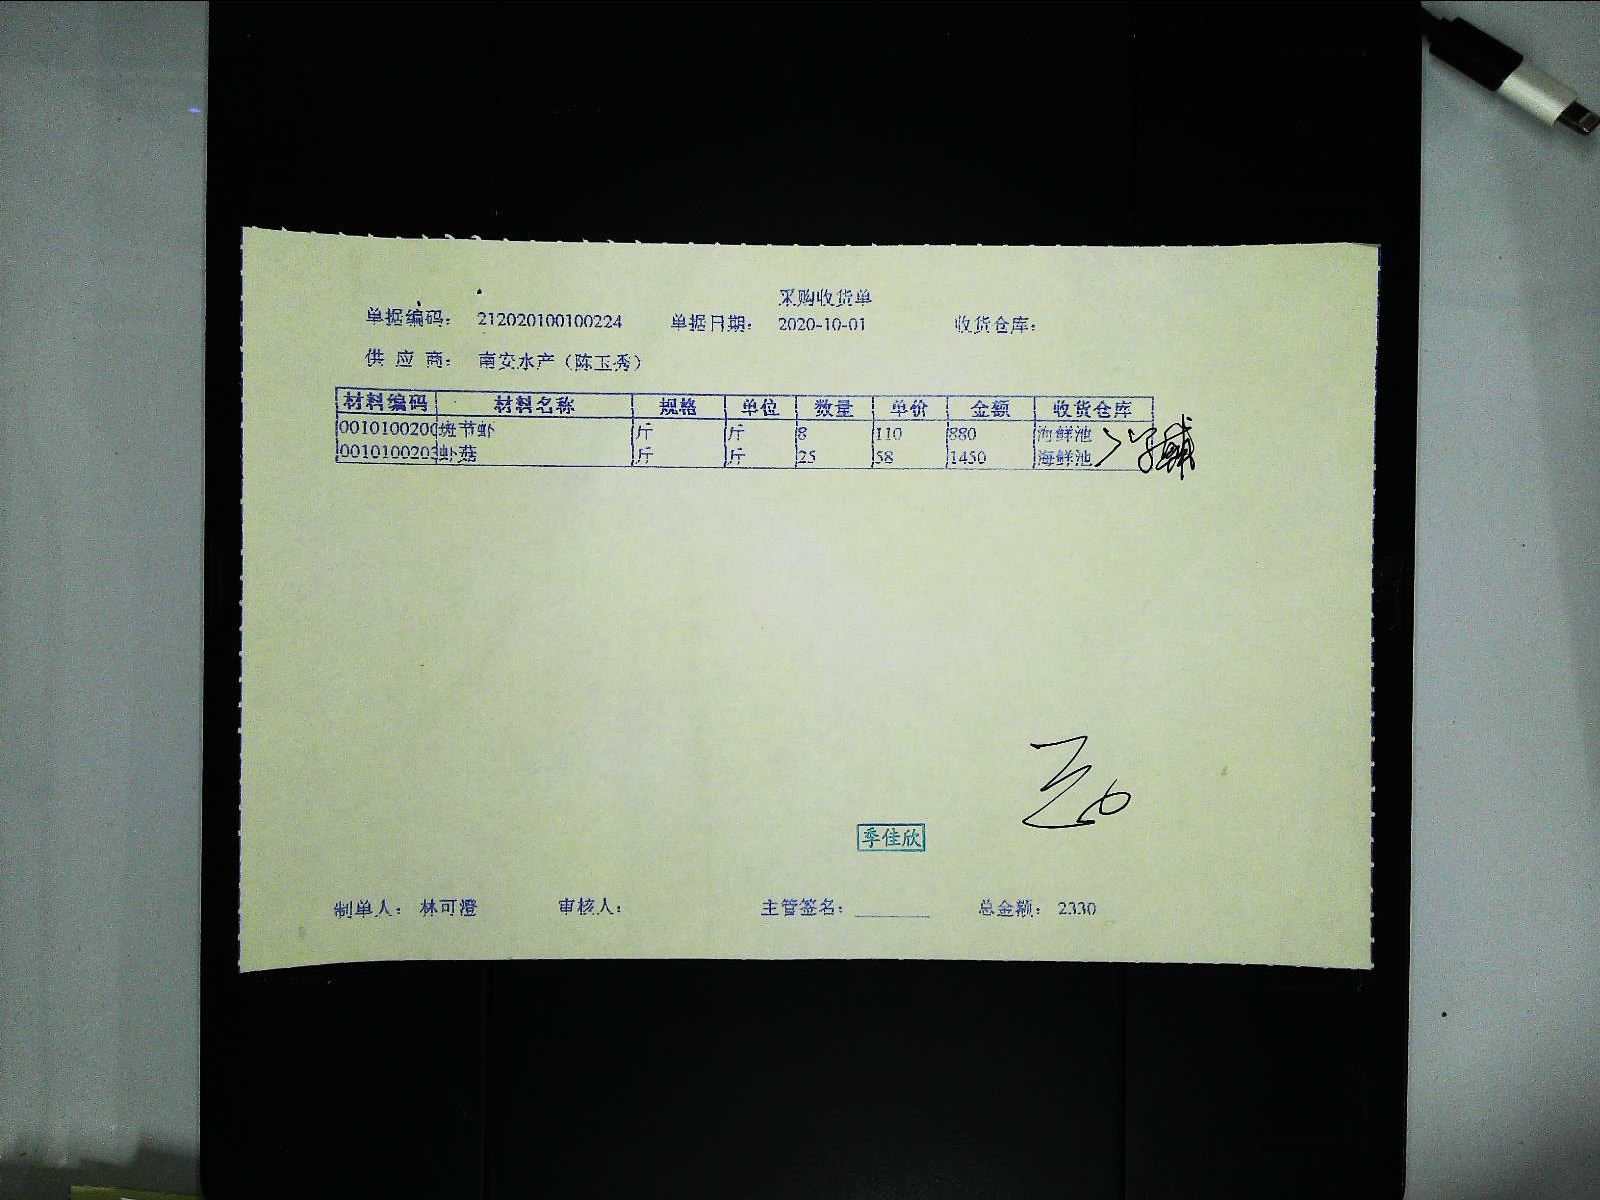 采购收货单
单据编码： 212020100100224 单据日期： 2020-10-01 收货仓库：
供 应 商： 南安水产（陈玉秀）
材料编码 材料名称 规格 单位 数量 单价 金额 收货仓库
0010100200 斑节虾 斤 斤 8 110 880 海鲜池
0010100203 虾菇 斤 斤 25 58 1450 海鲜池
季佳欣
制单人： 林可澄 审核人： 主管签名： 总金额： 2330